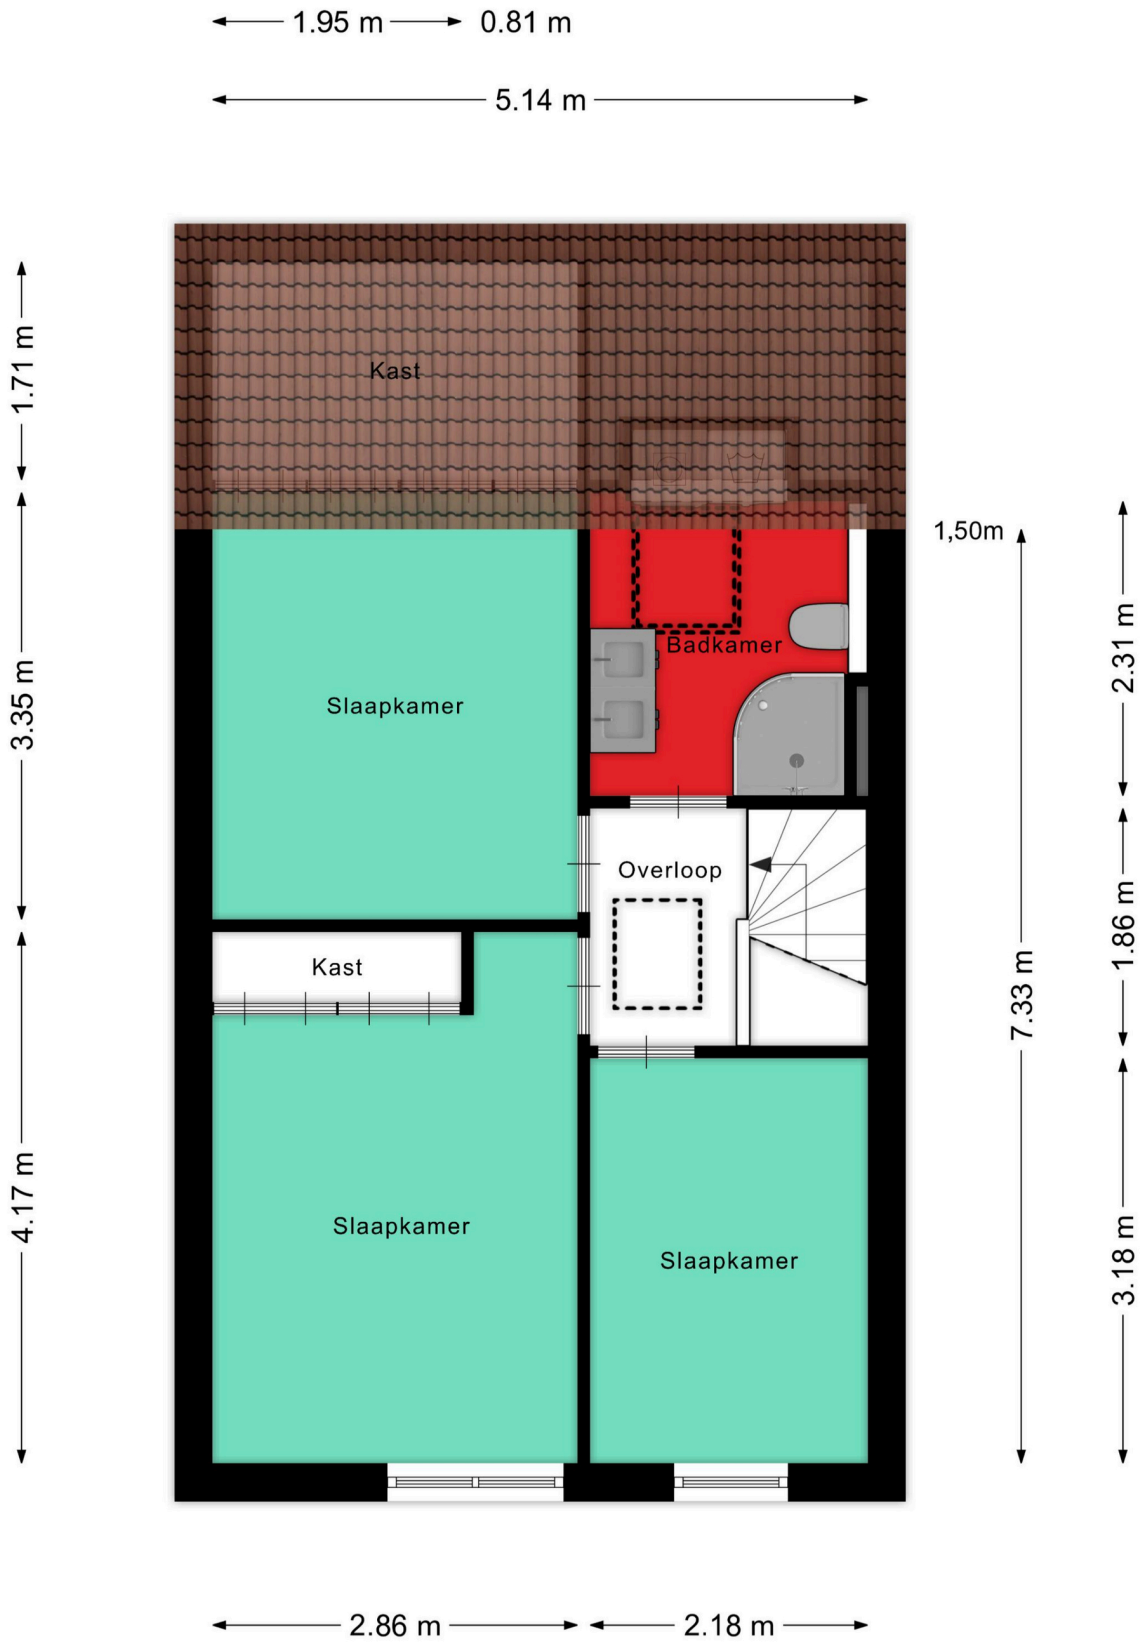 1.95 m
0.81 m
5.14 m
1.71 m
Kast
3.35 m
1,50m
2.31 m
Badkamer
Slaapkamer
Overloop
1.86 m
Kast
7.33 m
4.17 m
Slaapkamer
Slaapkamer
3.18 m
2.86 m
2.18 m